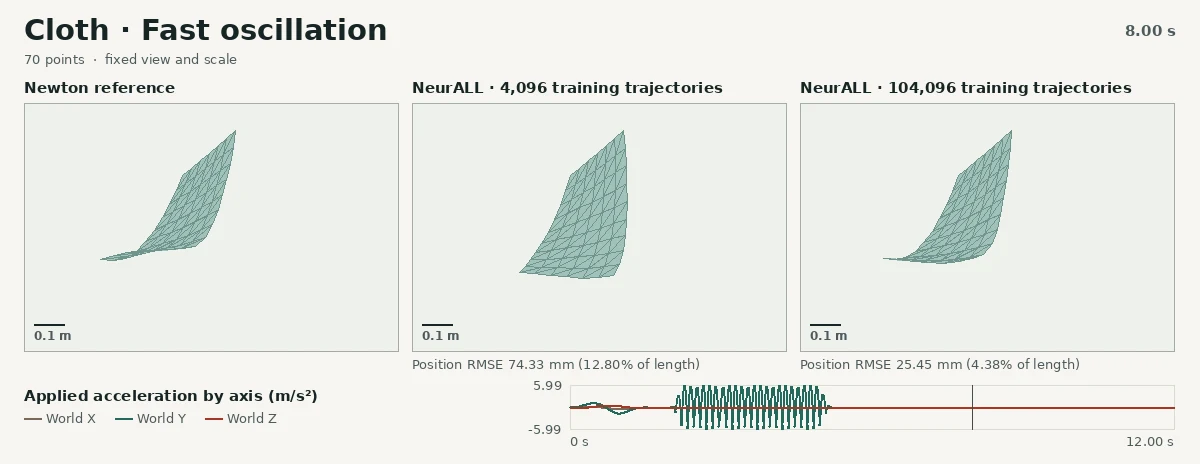 Cloth · Fast oscillation
8.00 s
70 points · fixed view and scale
Newton reference
NeurALL · 4,096 training trajectories
NeurALL · 104,096 training trajectories
0.1 m
0.1 m
0.1 m
Position RMSE 74.33 mm (12.80% of length)
Position RMSE 25.45 mm (4.38% of length)
Applied acceleration by axis (m/s²)
World X World Y World Z
5.99
-5.99
0 s
12.00 s